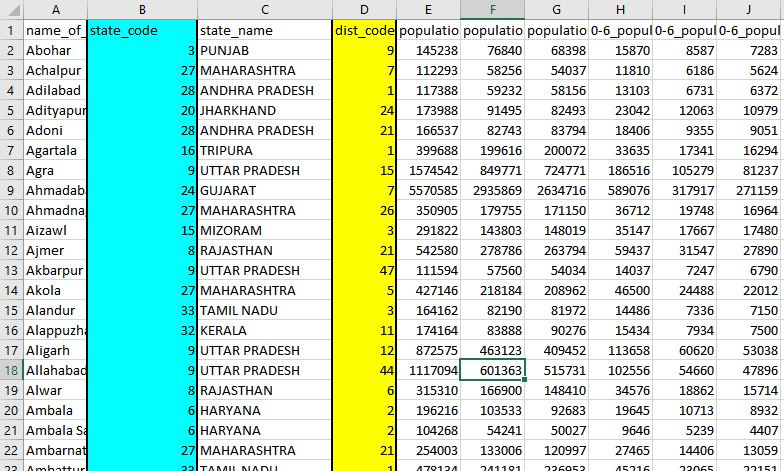 A B C D E F G H I J
1 name_of_ state_code state_name dist_code populatio populatio populatio 0-6_popul 0-6_popul 0-6_popul
2 Abohar 3 PUNJAB 9 145238 76840 68398 15870 8587 7283
3 Achalpur 27 MAHARASHTRA 7 112293 58256 54037 11810 6186 5624
4 Adilabad 28 ANDHRA PRADESH 1 117388 59232 58156 13103 6731 6372
5 Adityapur 20 JHARKHAND 24 173988 91495 82493 23042 12063 10979
6 Adoni 28 ANDHRA PRADESH 21 166537 82743 83794 18406 9355 9051
7 Agartala 16 TRIPURA 1 399688 199616 200072 33635 17341 16294
8 Agra 9 UTTAR PRADESH 15 1574542 849771 724771 186516 105279 81237
9 Ahmadab 24 GUJARAT 7 5570585 2935869 2634716 589076 317917 271159
10 Ahmadna 27 MAHARASHTRA 26 350905 179755 171150 36712 19748 16964
11 Aizawl 15 MIZORAM 3 291822 143803 148019 35147 17667 17480
12 Ajmer 8 RAJASTHAN 21 542580 278786 263794 59437 31547 27890
13 Akbarpur 9 UTTAR PRADESH 47 111594 57560 54034 14037 7247 6790
14 Akola 27 MAHARASHTRA 5 427146 218184 208962 46500 24488 22012
15 Alandur 33 TAMIL NADU 3 164162 82190 81972 14486 7336 7150
16 Alappuzha 32 KERALA 11 174164 83888 90276 15434 7934 7500
17 Aligarh 9 UTTAR PRADESH 12 872575 463123 409452 113658 60620 53038
18 Allahabad 9 UTTAR PRADESH 44 1117094 601363 515731 102556 54660 47896
19 Alwar 8 RAJASTHAN 6 315310 166900 148410 34576 18862 15714
20 Ambala 6 HARYANA 2 196216 103533 92683 19645 10713 8932
21 Ambala Sa 6 HARYANA 2 104268 54241 50027 9646 5239 4407
22 Ambarnat 27 MAHARASHTRA 21 254003 133006 120997 27465 14406 13059
Ambattur 33 TAMIL NADU 1 478134 241181 236953 45216 23065 22151